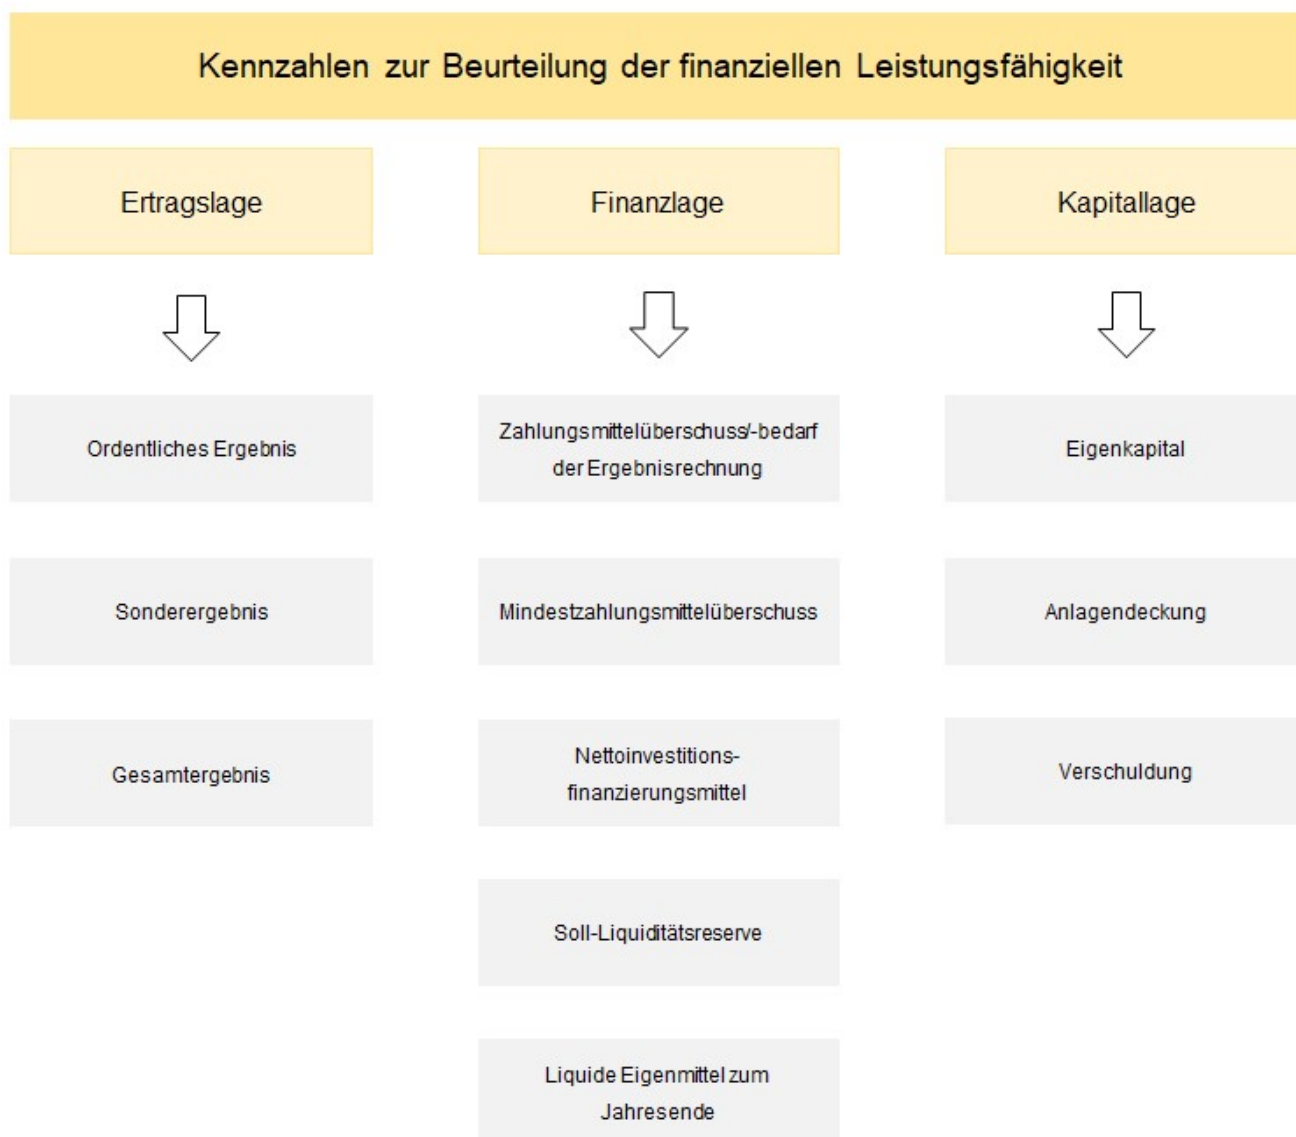 Kennzahlen zur Beurteilung der finanziellen Leistungsfähigkeit
Ertragslage
Finanzlage
Kapitallage
Ordentliches Ergebnis
Zahlungsmittelüberschuss/-bedarf
der Ergebnisrechnung
Eigenkapital
Sonderergebnis
Mindestzahlungsmittelüberschuss
Anlagendeckung
Gesamtergebnis
Nettoinvestitions-
finanzierungsmittel
Verschuldung
Soll-Liquiditätsreserve
Liquide Eigenmittel zum
Jahresende